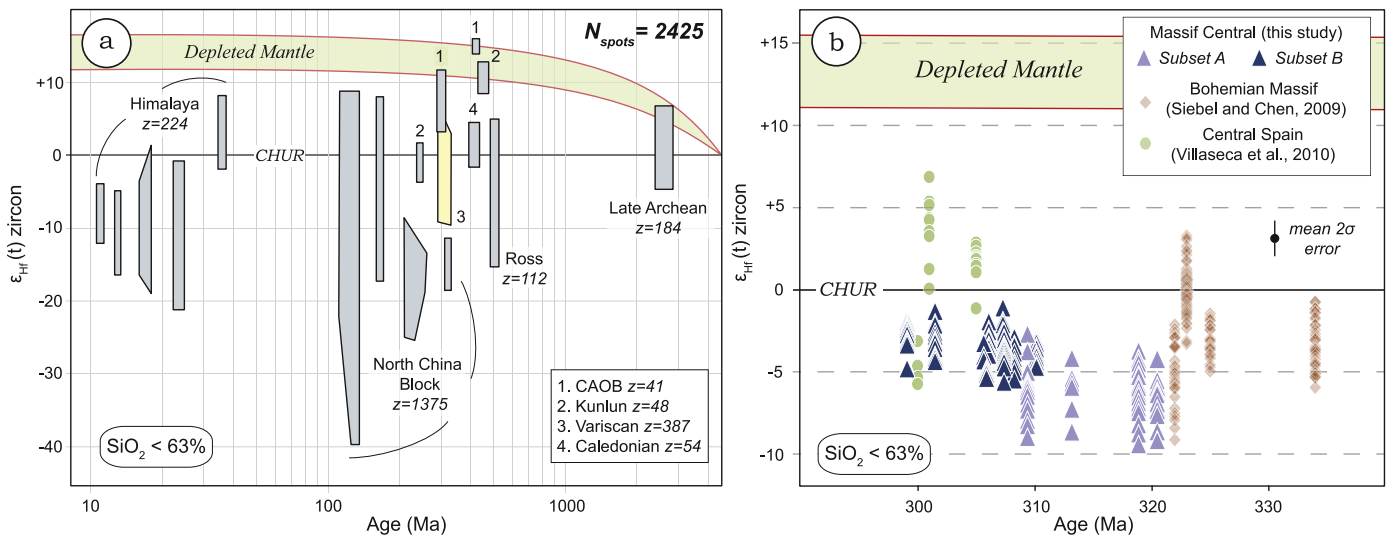 a
N_spots = 2425
Depleted Mantle
Himalaya
z=224
CHUR
Late Archean
z=184
Ross
z=112
North China
Block
z=1375
1
1
2
2
4
3
1. CAOB z=41
2. Kunlun z=48
3. Variscan z=387
4. Caledonian z=54
SiO₂ < 63%
+10
0
-10
-20
-30
-40
ε_Hf(t) zircon
10
100
1000
Age (Ma)
b
Depleted Mantle
Massif Central (this study)
Subset A
Subset B
Bohemian Massif
(Siebel and Chen, 2009)
Central Spain
(Villaseca et al., 2010)
mean 2σ
error
CHUR
SiO₂ < 63%
+15
+10
+5
0
-5
-10
ε_Hf(t) zircon
300
310
320
330
Age (Ma)